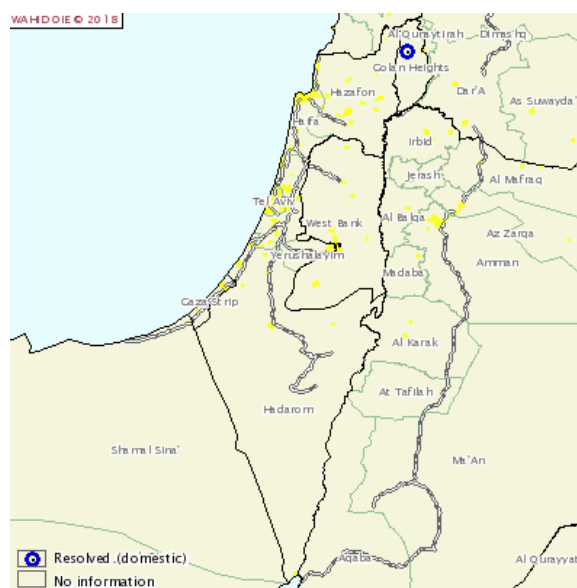 WAHID OIE © 2018
Al Quraytirah
Dimashq
Golan Heights
Hazafon
Dar'A
As Suwayda'
Haifa
Irbid
Jerash
Al Mafraq
Tel Aviv
West Bank
Al Balqa
Az Zarqa
Yerushalayim
Amman
Madaba
Gaza Strip
Al Karak
At Tafilah
Hadarom
Shamal Sina'
Ma'An
Aqaba
Al Qurayyat
Resolved .(domestic)
No information